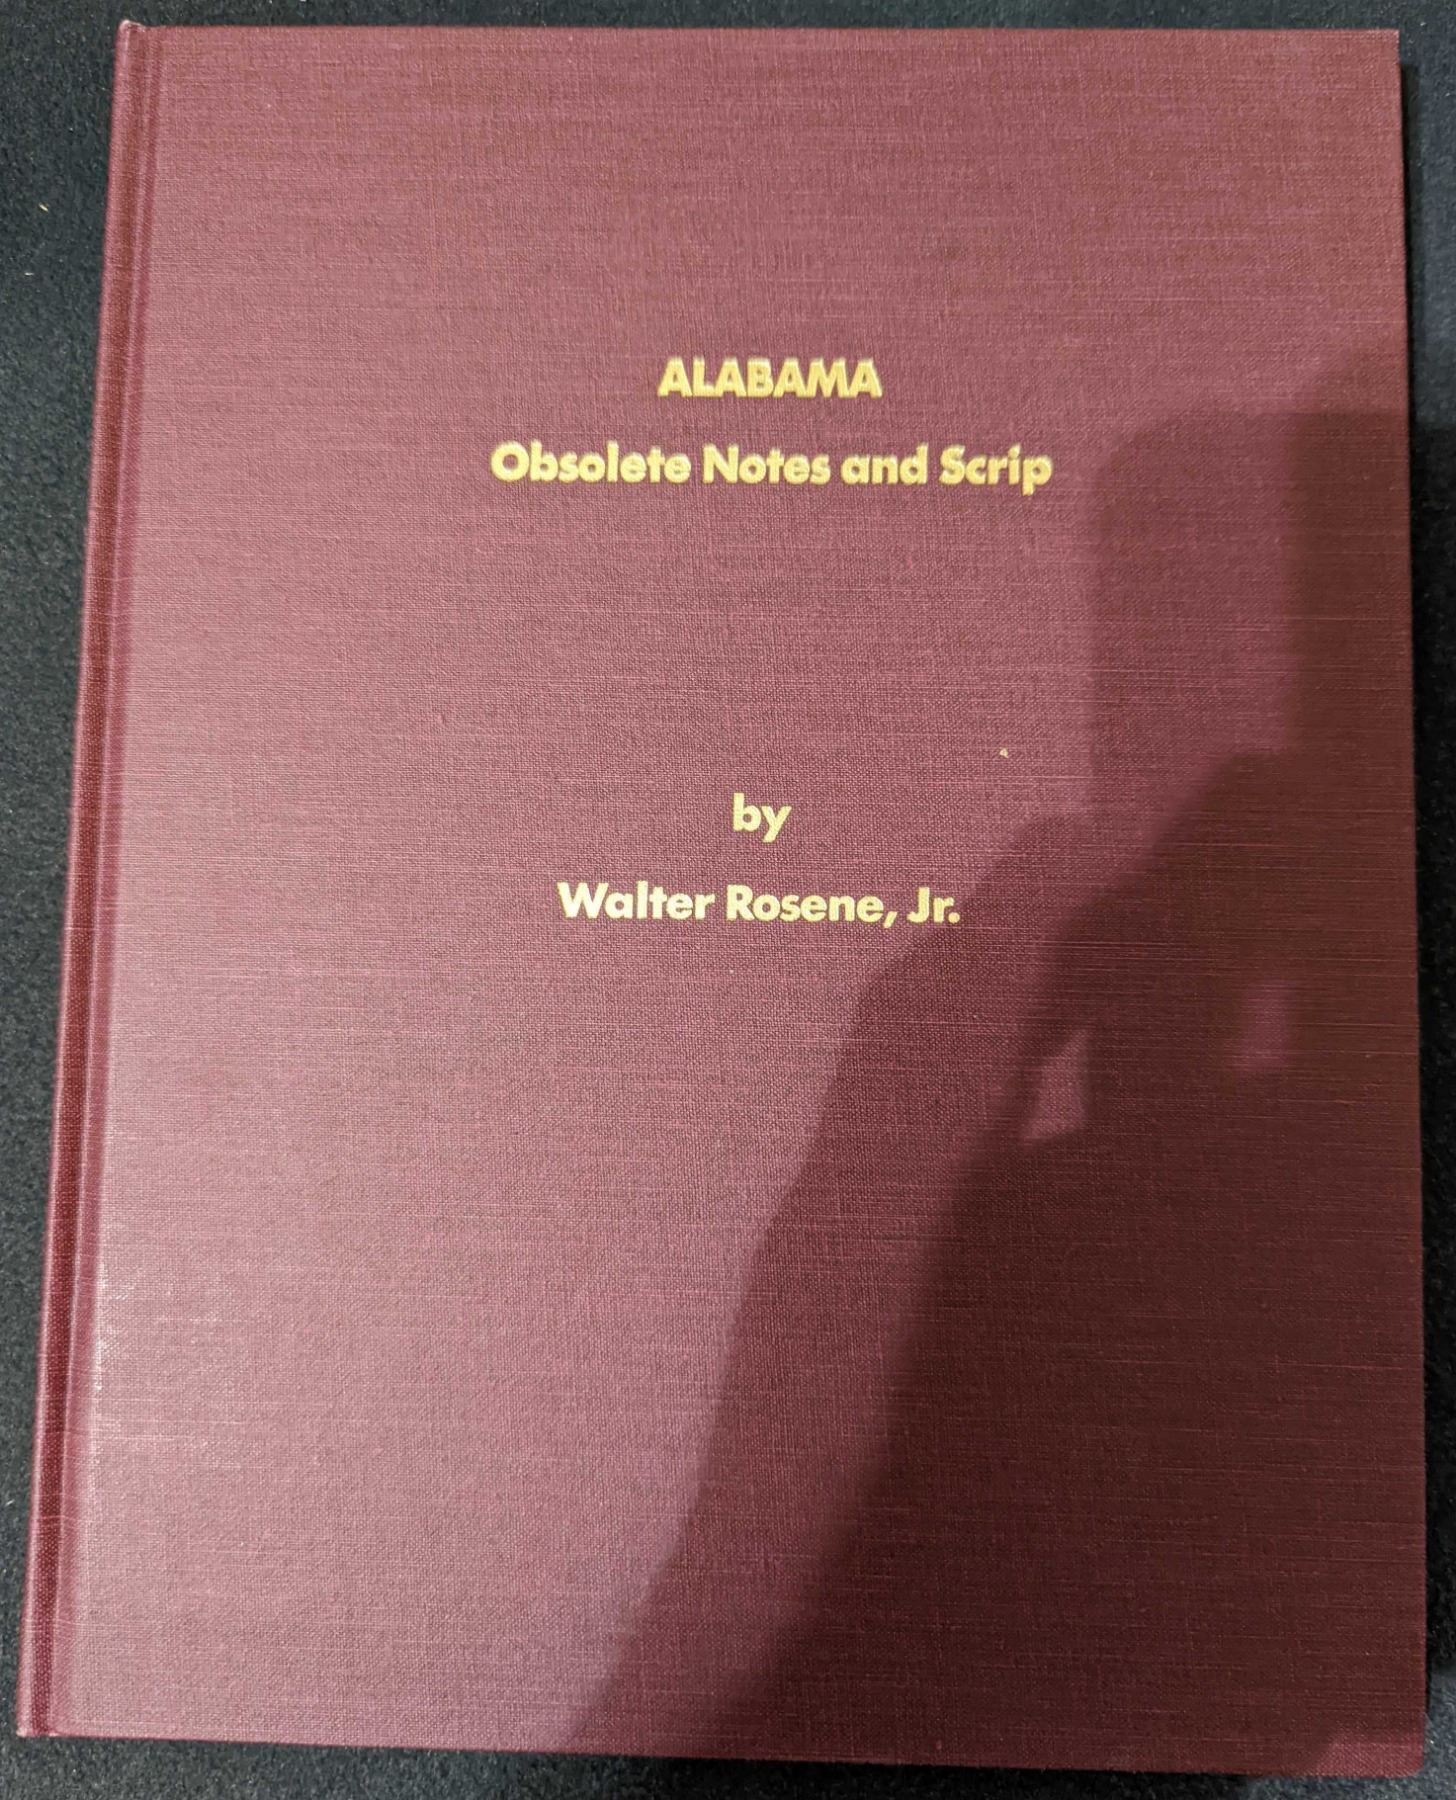 ALABAMA
Obsolete Notes and Scrip
by
Walter Rosene, Jr.